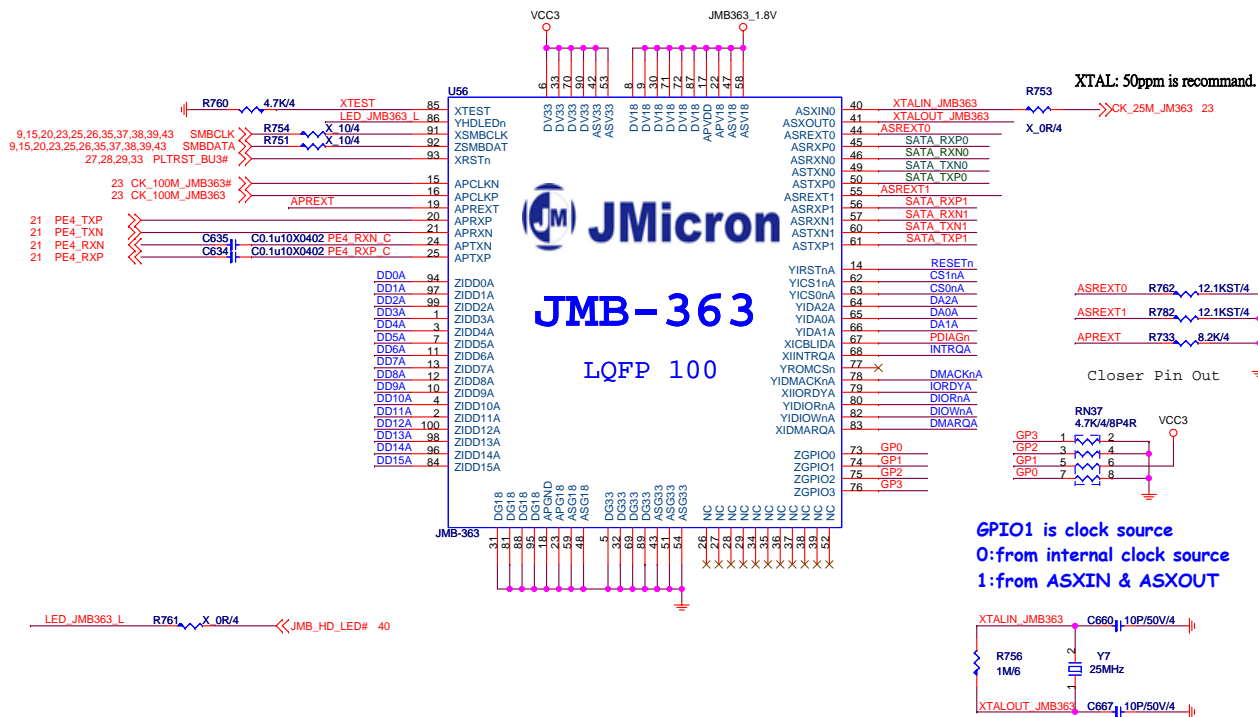 VCC3
JMB363_1.8V
6 33 70 90 42 53
8 9 30 71 72 87 17 22 47 58
DV33 DV33 DV33 DV33 ASV33 ASV33
DV18 DV18 DV18 DV18 DV18 DV18 APVDD APV18 ASV18 ASV18
U56
XTAL: 50ppm is recommand.
R760 4.7K/4 XTEST 85 XTEST
LED_JMB363_L 86 YHDLEDn
9,15,20,23,25,26,35,37,38,39,43 SMBCLK R754 X_10/4 91 XSMBCLK
9,15,20,23,25,26,35,37,38,39,43 SMBDATA R751 X_10/4 92 ZSMBDAT
27,28,29,33 PLTRST_BU3# 93 XRSTn
23 CK_100M_JMB363# 15 APCLKN
23 CK_100M_JMB363 16 APCLKP
APREXT 19 APREXT
21 PE4_TXP 20 APRXP
21 PE4_TXN 21 APRXN
21 PE4_RXN C635 C0.1u10X0402 PE4_RXN_C 24 APTXN
21 PE4_RXP C634 C0.1u10X0402 PE4_RXP_C 25 APTXP
DD0A 94 ZIDD0A
DD1A 97 ZIDD1A
DD2A 99 ZIDD2A
DD3A 1 ZIDD3A
DD4A 3 ZIDD4A
DD5A 7 ZIDD5A
DD6A 11 ZIDD6A
DD7A 13 ZIDD7A
DD8A 12 ZIDD8A
DD9A 10 ZIDD9A
DD10A 4 ZIDD10A
DD11A 2 ZIDD11A
DD12A 100 ZIDD12A
DD13A 98 ZIDD13A
DD14A 96 ZIDD14A
DD15A 84 ZIDD15A
JM JMicron
JMB-363
LQFP 100
ASXIN0 40 XTALIN_JMB363 R753 X_0R/4 CK_25M_JM363 23
ASXOUT0 41 XTALOUT_JMB363
ASREXT0 44 ASREXT0
ASRXP0 45 SATA_RXP0
ASRXN0 46 SATA_RXN0
ASTXN0 49 SATA_TXN0
ASTXP0 50 SATA_TXP0
ASREXT1 55 ASREXT1
ASRXP1 56 SATA_RXP1
ASRXN1 57 SATA_RXN1
ASTXN1 60 SATA_TXN1
ASTXP1 61 SATA_TXP1
YIRSTnA 14 RESETn
YICS1nA 62 CS1nA
YICS0nA 63 CS0nA
YIDA2A 64 DA2A
YIDA0A 65 DA0A
YIDA1A 66 DA1A
XICBLIDA 67 PDIAGn
XIINTRQA 68 INTRQA
YROMCSn 77
YIDMACKnA 78 DMACKnA
XIIORDYA 79 IORDYA
YIDIORnA 80 DIORnA
YIDIOWnA 82 DIOWnA
XIDMARQA 83 DMARQA
ZGPIO0 73 GP0
ZGPIO1 74 GP1
ZGPIO2 75 GP2
ZGPIO3 76 GP3
DG18 DG18 DG18 DG18 APGND APG18 ASG18 ASG18
DG33 DG33 DG33 DG33 ASG33 ASG33 ASG33
NC NC NC NC NC NC NC NC NC NC NC
JMB-363
31 81 88 95 18 23 59 48
5 32 69 89 43 51 54
26 27 28 29 34 35 36 37 38 39 52
ASREXT0 R762 12.1KST/4
ASREXT1 R782 12.1KST/4
APREXT R733 8.2K/4
Closer Pin Out
RN37
4.7K/4/8P4R
VCC3
GP3 1 2
GP2 3 4
GP1 5 6
GP0 7 8
GPIO1 is clock source
0:from internal clock source
1:from ASXIN & ASXOUT
LED_JMB363_L R761 X_0R/4 JMB_HD_LED# 40
XTALIN_JMB363 C660 10P/50V/4
R756
1M/6
2
Y7
25MHz
1
XTALOUT_JMB363 C667 10P/50V/4